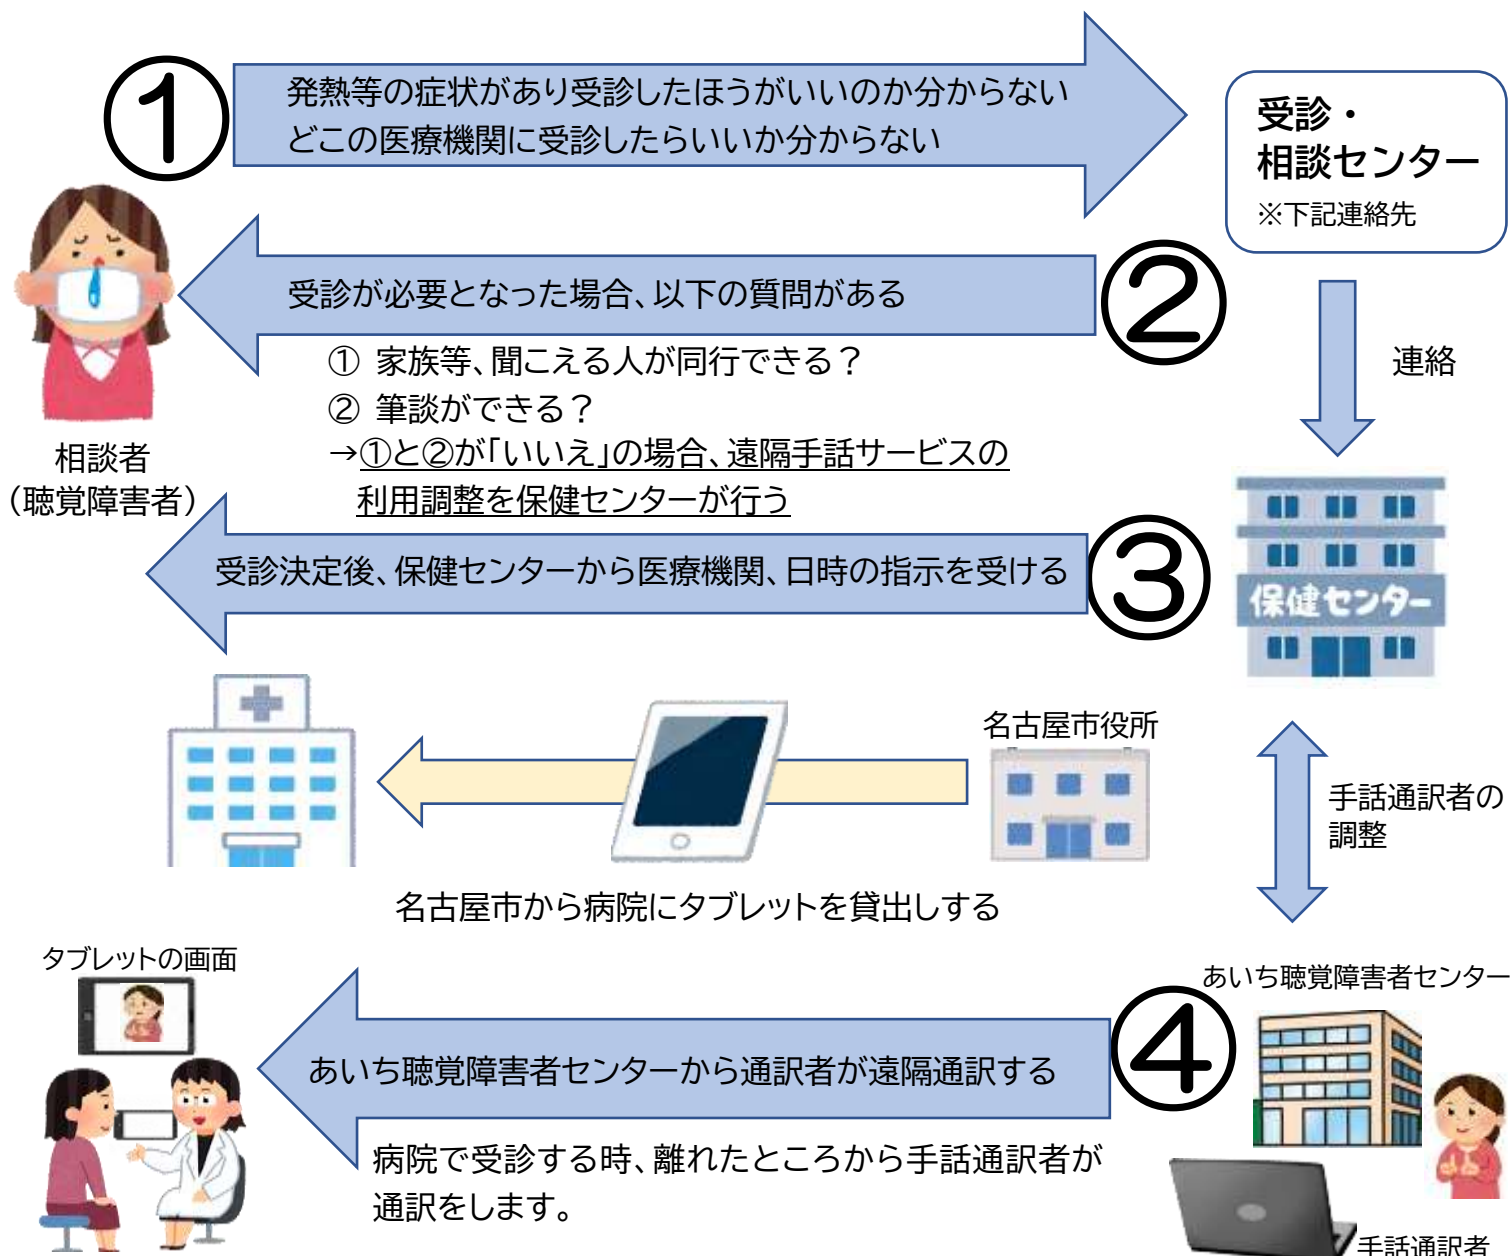 ①
発熱等の症状があり受診したほうがいいのか分からない
どこの医療機関に受診したらいいか分からない
受診・
相談センター
※下記連絡先
②
受診が必要となった場合、以下の質問がある
① 家族等、聞こえる人が同行できる？
② 筆談ができる？
→①と②が「いいえ」の場合、遠隔手話サービスの
利用調整を保健センターが行う
連絡
相談者
（聴覚障害者）
③
受診決定後、保健センターから医療機関、日時の指示を受ける
保健センター
名古屋市役所
手話通訳者の
調整
名古屋市から病院にタブレットを貸出しする
タブレットの画面
あいち聴覚障害者センター
④
あいち聴覚障害者センターから通訳者が遠隔通訳する
病院で受診する時、離れたところから手話通訳者が
通訳をします。
手話通訳者